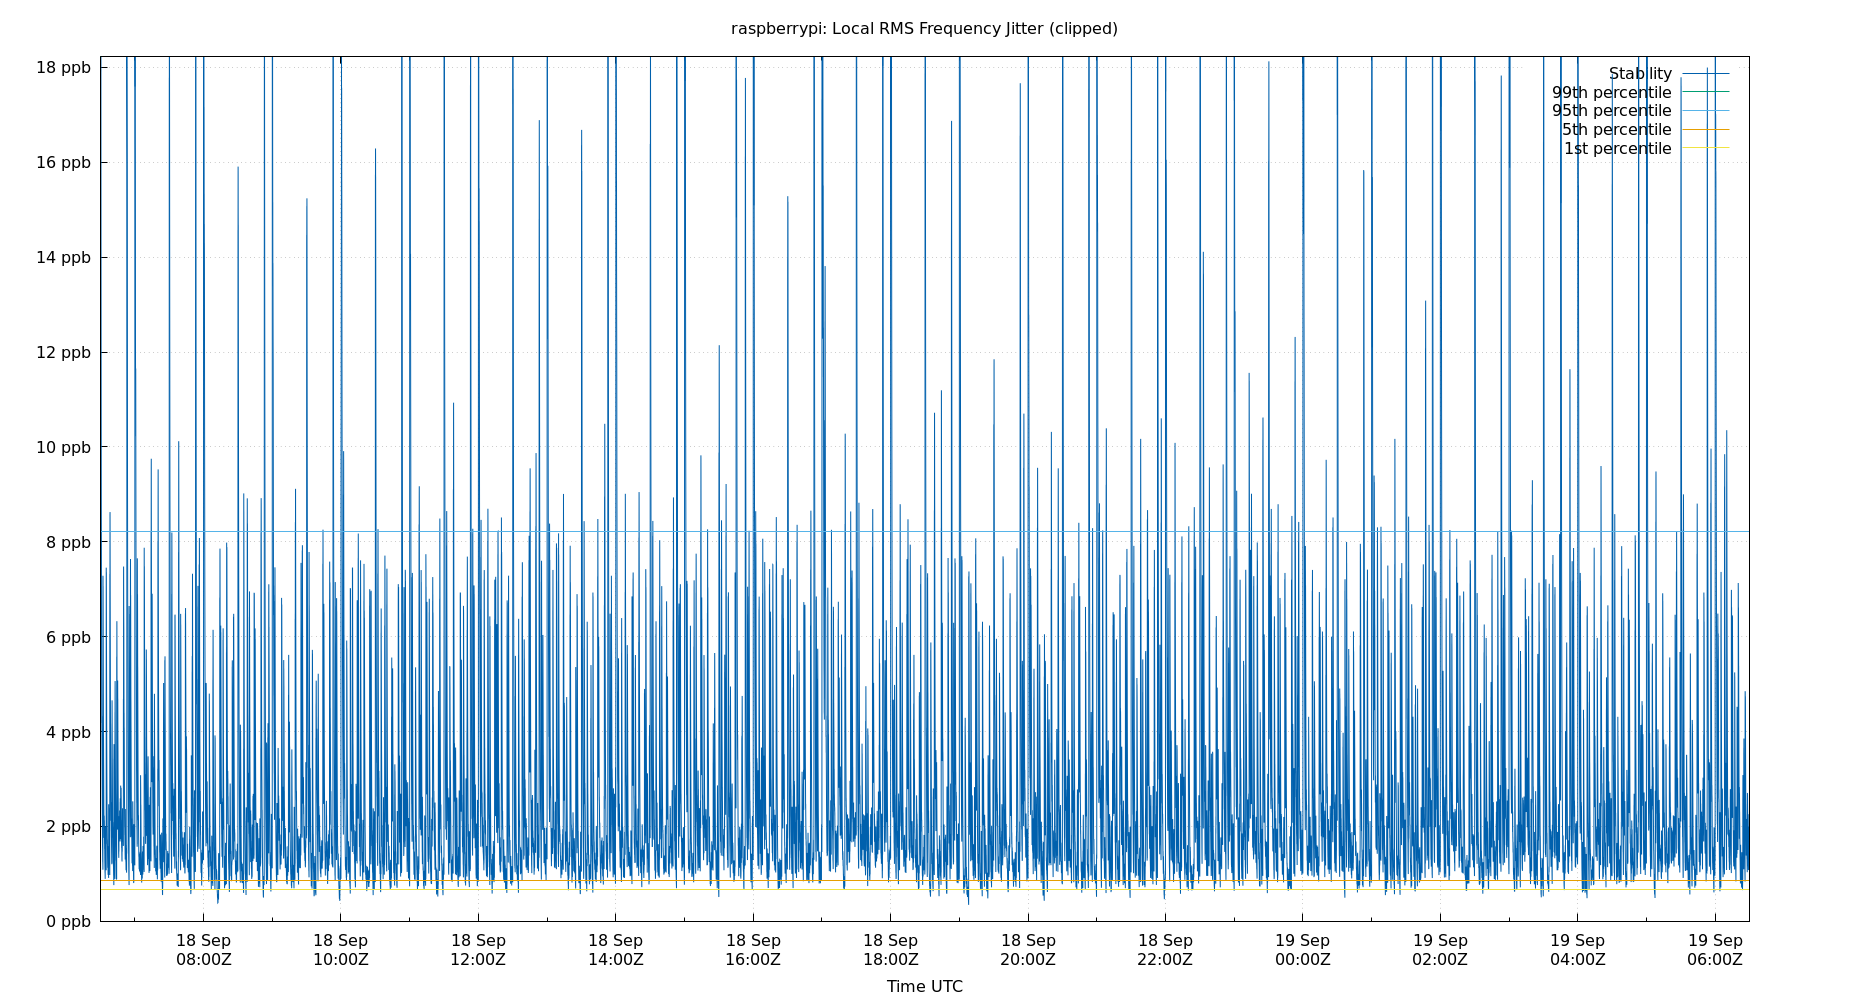 raspberrypi: Local RMS Frequency Jitter (clipped)
18 ppb
16 ppb
14 ppb
12 ppb
10 ppb
8 ppb
6 ppb
4 ppb
2 ppb
0 ppb
Stability
99th percentile
95th percentile
5th percentile
1st percentile
18 Sep 18 Sep 18 Sep 18 Sep 18 Sep 18 Sep 18 Sep 18 Sep 19 Sep 19 Sep 19 Sep 19 Sep
08:00Z 10:00Z 12:00Z 14:00Z 16:00Z 18:00Z 20:00Z 22:00Z 00:00Z 02:00Z 04:00Z 06:00Z
Time UTC